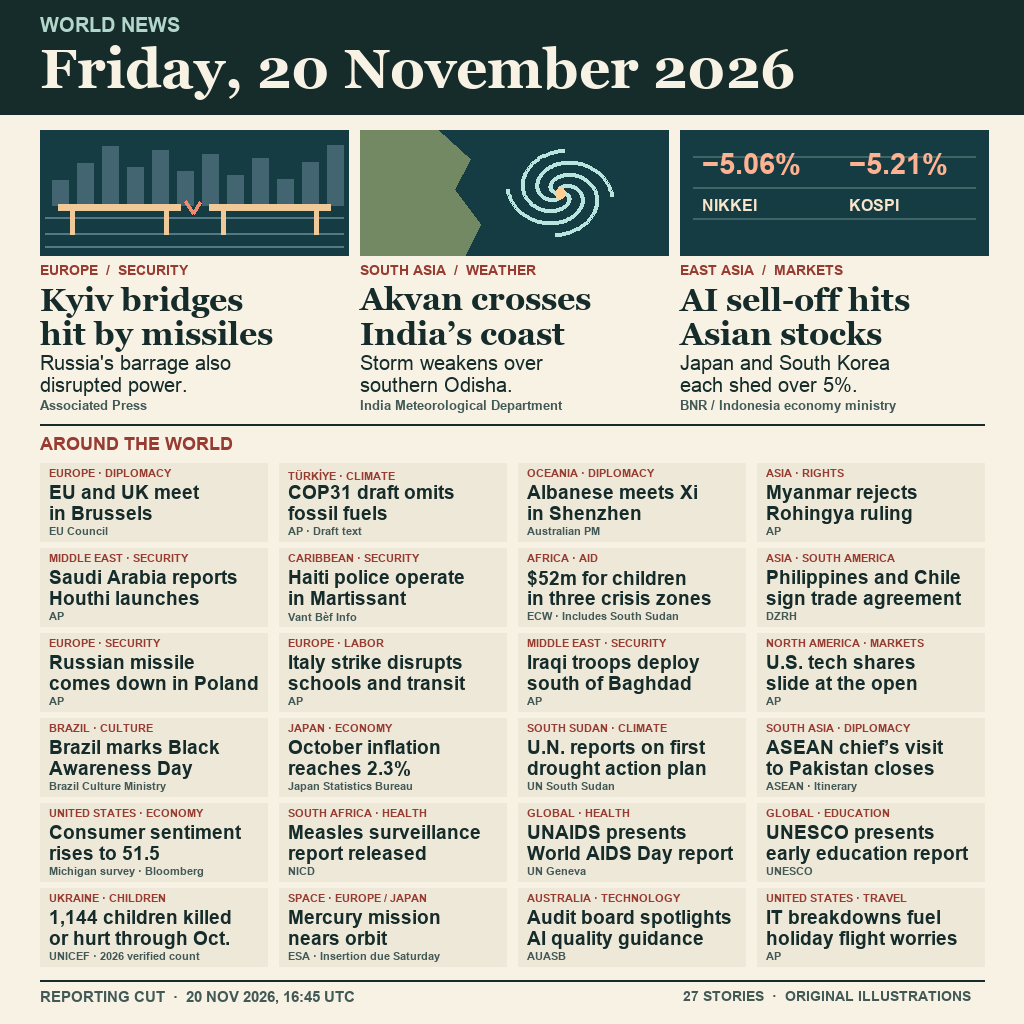 WORLD NEWS
Friday, 20 November 2026
−5.06%
−5.21%
NIKKEI
KOSPI
EUROPE / SECURITY
Kyiv bridges
hit by missiles
Russia's barrage also
disrupted power.
Associated Press
SOUTH ASIA / WEATHER
Akvan crosses
India’s coast
Storm weakens over
southern Odisha.
India Meteorological Department
EAST ASIA / MARKETS
AI sell-off hits
Asian stocks
Japan and South Korea
each shed over 5%.
BNR / Indonesia economy ministry
AROUND THE WORLD
EUROPE · DIPLOMACY
EU and UK meet
in Brussels
EU Council
TÜRKİYE · CLIMATE
COP31 draft omits
fossil fuels
AP · Draft text
OCEANIA · DIPLOMACY
Albanese meets Xi
in Shenzhen
Australian PM
ASIA · RIGHTS
Myanmar rejects
Rohingya ruling
AP
MIDDLE EAST · SECURITY
Saudi Arabia reports
Houthi launches
AP
CARIBBEAN · SECURITY
Haiti police operate
in Martissant
Vant Bèf Info
AFRICA · AID
$52m for children
in three crisis zones
ECW · Includes South Sudan
ASIA · SOUTH AMERICA
Philippines and Chile
sign trade agreement
DZRH
EUROPE · SECURITY
Russian missile
comes down in Poland
AP
EUROPE · LABOR
Italy strike disrupts
schools and transit
AP
MIDDLE EAST · SECURITY
Iraqi troops deploy
south of Baghdad
AP
NORTH AMERICA · MARKETS
U.S. tech shares
slide at the open
AP
BRAZIL · CULTURE
Brazil marks Black
Awareness Day
Brazil Culture Ministry
JAPAN · ECONOMY
October inflation
reaches 2.3%
Japan Statistics Bureau
SOUTH SUDAN · CLIMATE
U.N. reports on first
drought action plan
UN South Sudan
SOUTH ASIA · DIPLOMACY
ASEAN chief’s visit
to Pakistan closes
ASEAN · Itinerary
UNITED STATES · ECONOMY
Consumer sentiment
rises to 51.5
Michigan survey · Bloomberg
SOUTH AFRICA · HEALTH
Measles surveillance
report released
NICD
GLOBAL · HEALTH
UNAIDS presents
World AIDS Day report
UN Geneva
GLOBAL · EDUCATION
UNESCO presents
early education report
UNESCO
UKRAINE · CHILDREN
1,144 children killed
or hurt through Oct.
UNICEF · 2026 verified count
SPACE · EUROPE / JAPAN
Mercury mission
nears orbit
ESA · Insertion due Saturday
AUSTRALIA · TECHNOLOGY
Audit board spotlights
AI quality guidance
AUASB
UNITED STATES · TRAVEL
IT breakdowns fuel
holiday flight worries
AP
REPORTING CUT · 20 NOV 2026, 16:45 UTC
27 STORIES · ORIGINAL ILLUSTRATIONS